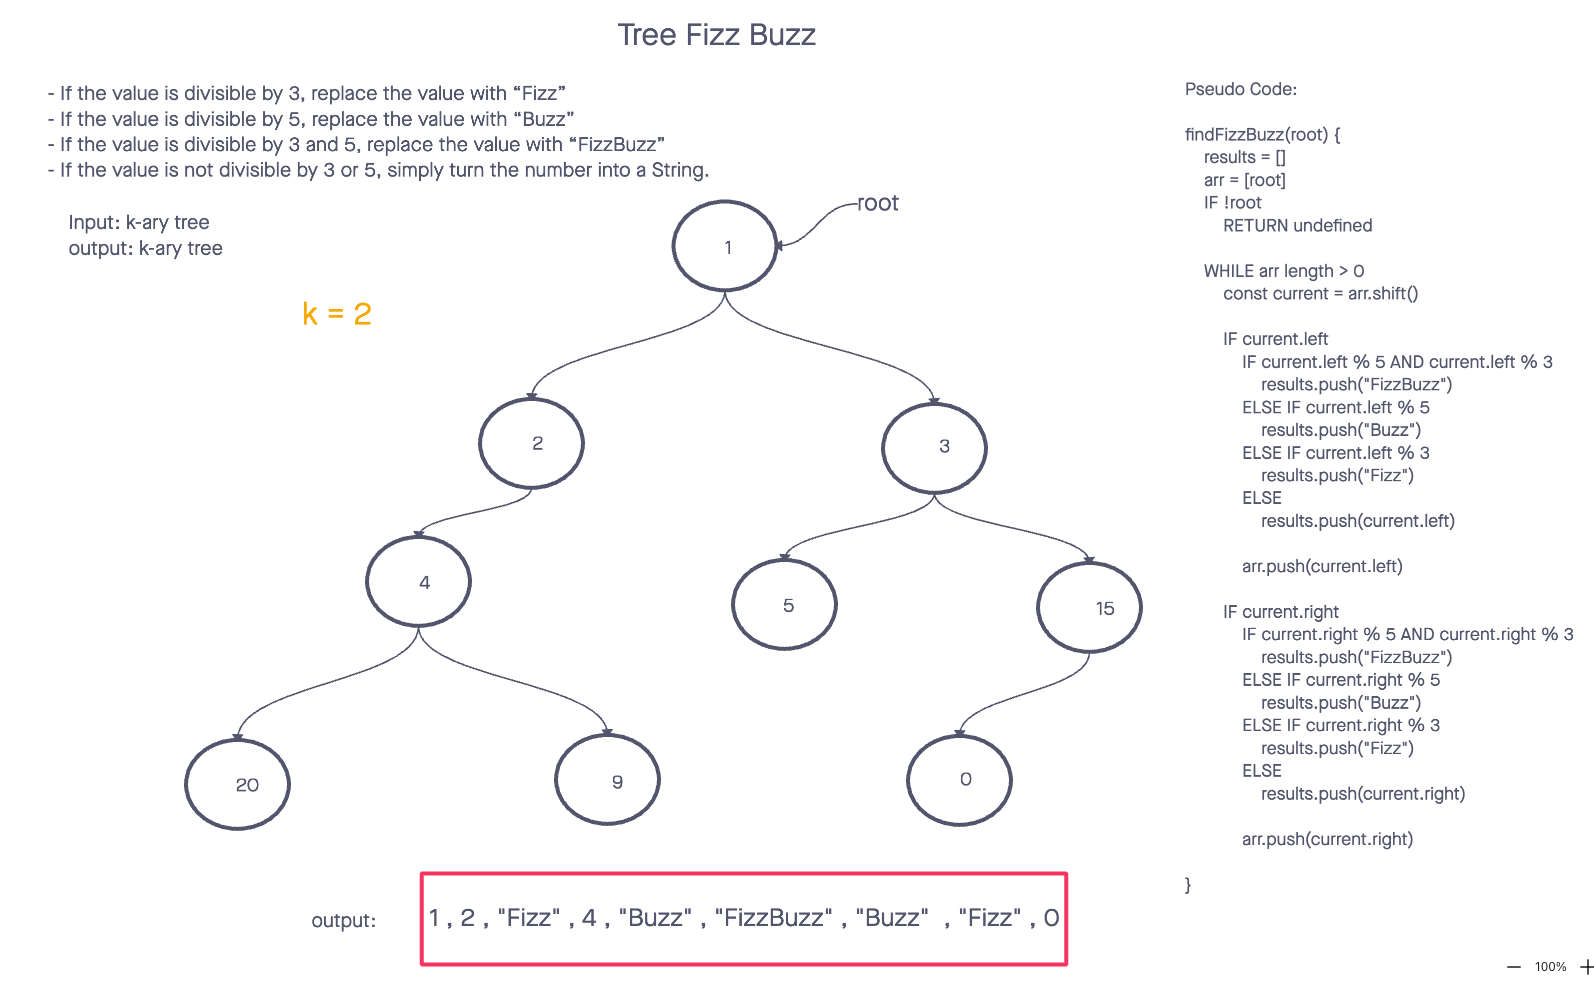 Tree Fizz Buzz
- If the value is divisible by 3, replace the value with “Fizz”
- If the value is divisible by 5, replace the value with “Buzz”
- If the value is divisible by 3 and 5, replace the value with “FizzBuzz”
- If the value is not divisible by 3 or 5, simply turn the number into a String.
Input: k-ary tree
output: k-ary tree
k = 2
root
1
2
3
4
5
15
20
9
0
output:
1 , 2 , "Fizz" , 4 , "Buzz" , "FizzBuzz" , "Buzz" , "Fizz" , 0
Pseudo Code:
findFizzBuzz(root) {
results = []
arr = [root]
IF !root
RETURN undefined
WHILE arr length > 0
const current = arr.shift()
IF current.left
IF current.left % 5 AND current.left % 3
results.push("FizzBuzz")
ELSE IF current.left % 5
results.push("Buzz")
ELSE IF current.left % 3
results.push("Fizz")
ELSE
results.push(current.left)
arr.push(current.left)
IF current.right
IF current.right % 5 AND current.right % 3
results.push("FizzBuzz")
ELSE IF current.right % 5
results.push("Buzz")
ELSE IF current.right % 3
results.push("Fizz")
ELSE
results.push(current.right)
arr.push(current.right)
}
— 100% +